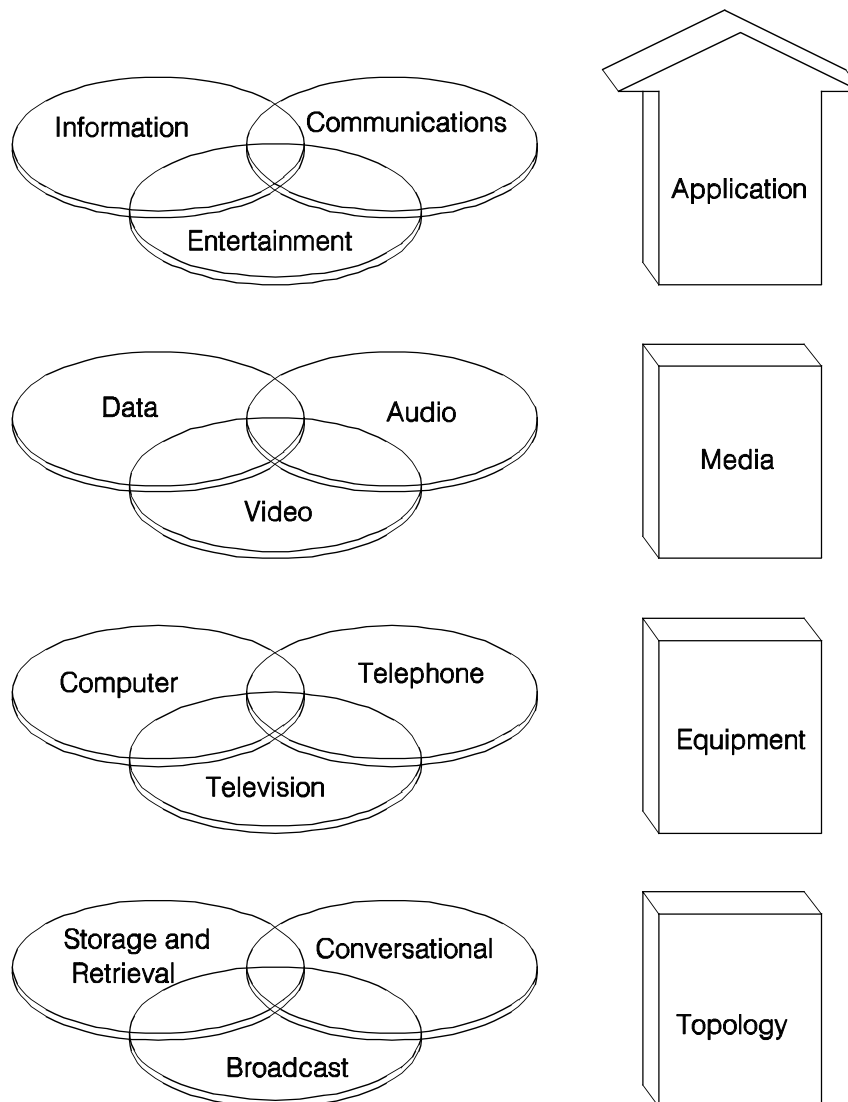 Information
Communications
Entertainment
Application
Data
Audio
Video
Media
Computer
Telephone
Television
Equipment
Storage and
Retrieval
Conversational
Broadcast
Topology